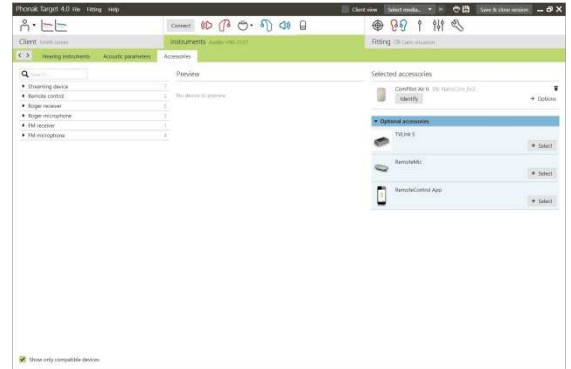 Phonak Target 4.0 File Fitting Help
Client view Select media... Save & close session
Connect
Client
Instruments
Fitting
Hearing instruments Acoustic parameters Accessories
Preview
Selected accessories
Streaming device
Remote control
Roger receiver
Roger microphone
FM receiver
FM microphone
No device to preview
ComPilot Air II
Identify
Options
Optional accessories
TVLink S
Select
RemoteMic
Select
RemoteControl App
Select
Show only compatible devices